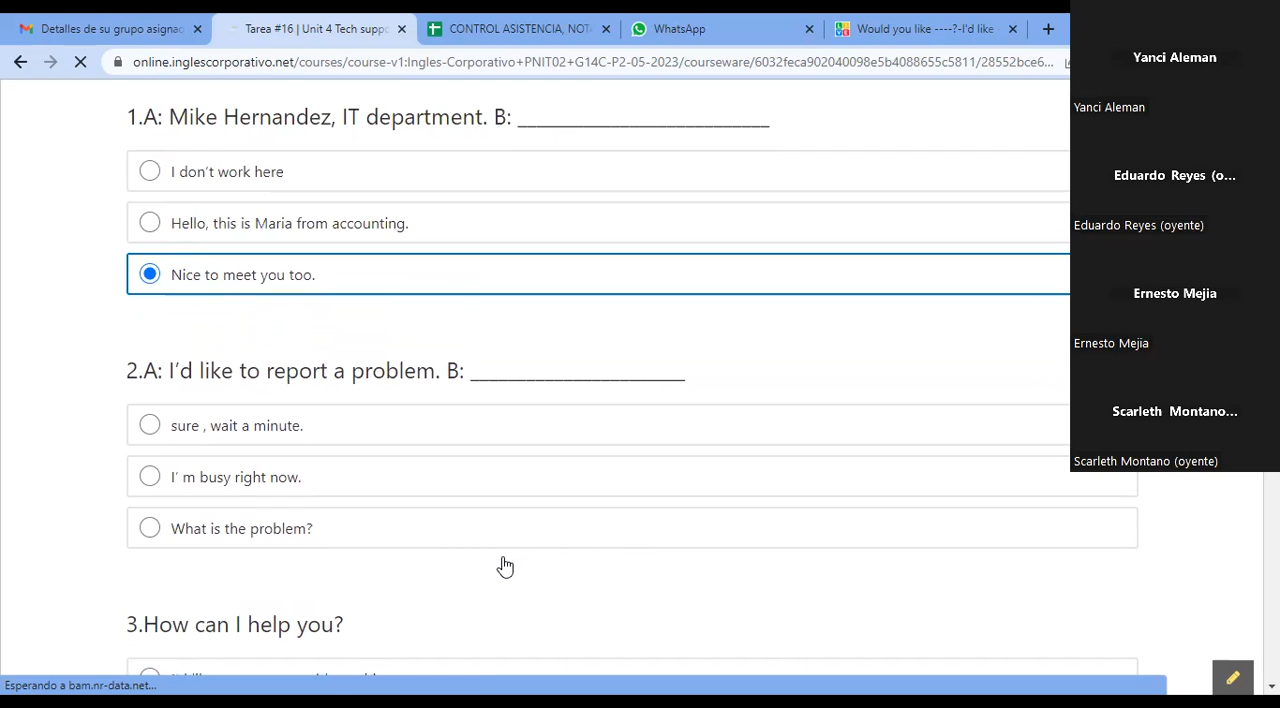 Detalles de su grupo asignac
Tarea #16 | Unit 4 Tech suppo
CONTROL ASISTENCIA, NOTA
WhatsApp
Would you like ----?-I'd like
online.inglescorporativo.net/courses/course-v1:Ingles-Corporativo+PNIT02+G14C-P2-05-2023/courseware/6032feca902040098e5b4088655c5811/28552bce6...
1.A: Mike Hernandez, IT department. B: __________________________
I don't work here
Hello, this is Maria from accounting.
Nice to meet you too.
2.A: I'd like to report a problem. B: ______________________
sure , wait a minute.
I' m busy right now.
What is the problem?
3.How can I help you?
Esperando a bam.nr-data.net...
Yanci Aleman
Yanci Aleman
Eduardo Reyes (o...
Eduardo Reyes (oyente)
Ernesto Mejia
Ernesto Mejia
Scarleth Montano...
Scarleth Montano (oyente)